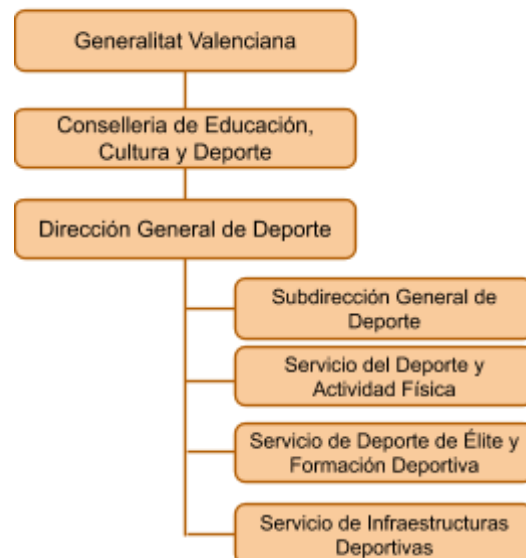 Generalitat Valenciana
Conselleria de Educación,
Cultura y Deporte
Dirección General de Deporte
Subdirección General de
Deporte
Servicio del Deporte y
Actividad Física
Servicio de Deporte de Élite y
Formación Deportiva
Servicio de Infraestructuras
Deportivas